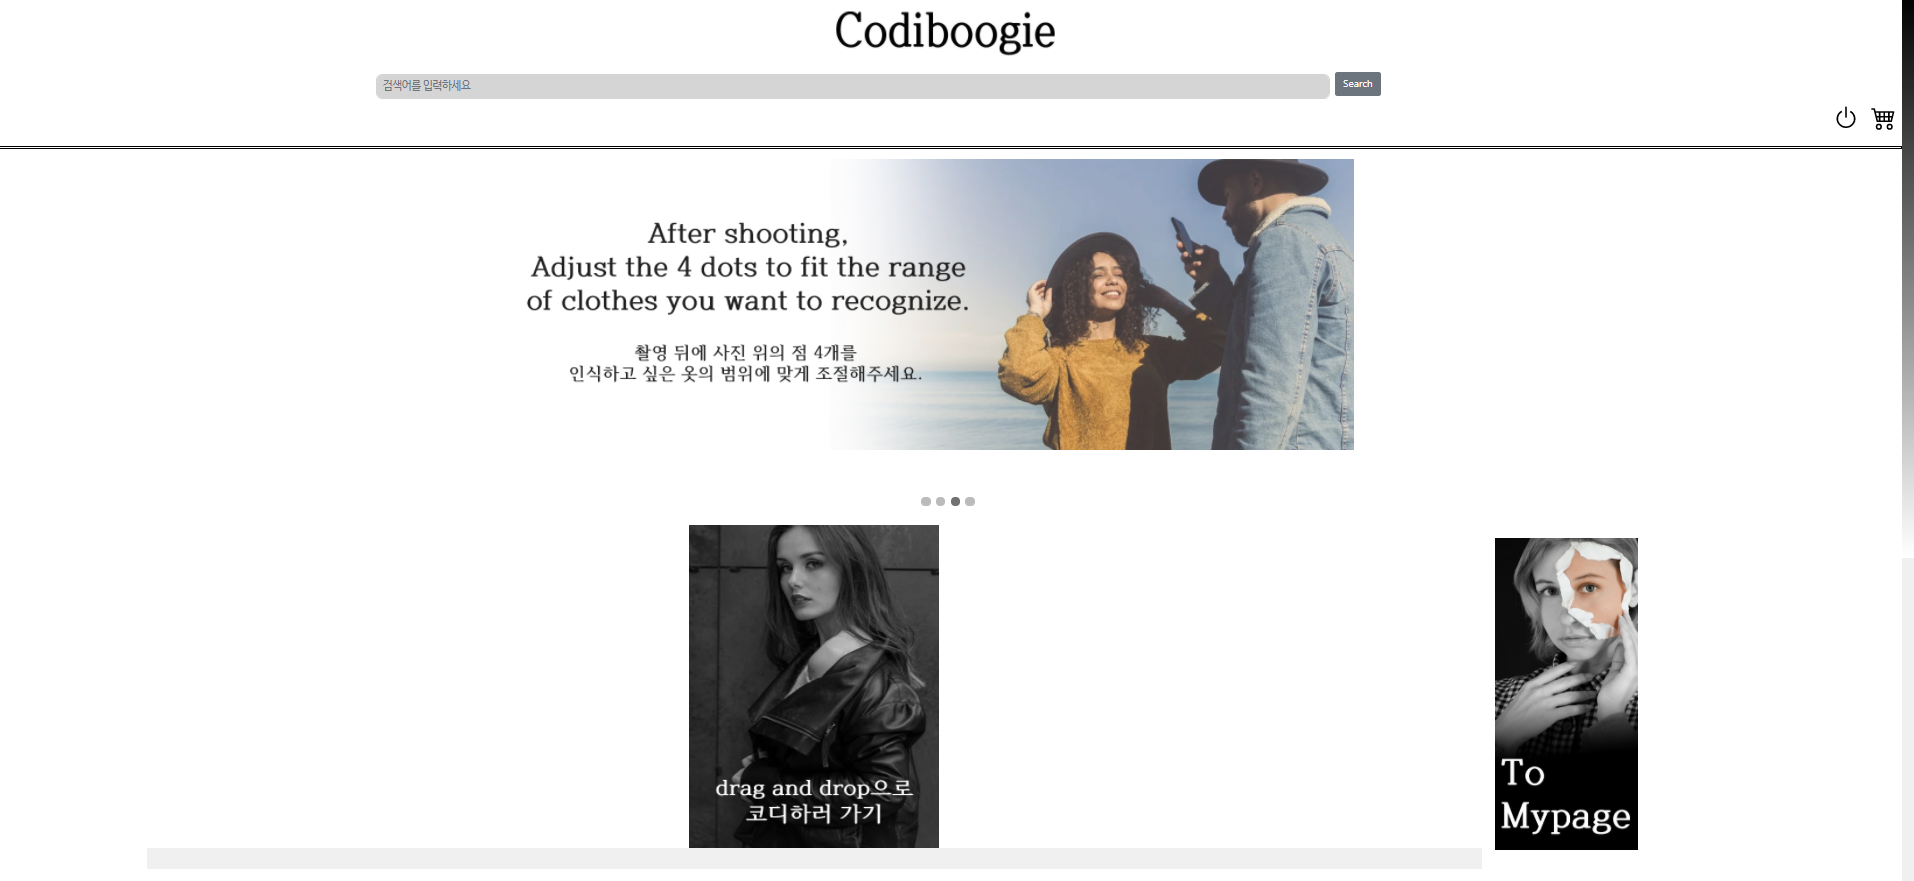 Codiboogie
검색어를 입력하세요
Search
After shooting,
Adjust the 4 dots to fit the range
of clothes you want to recognize.
촬영 뒤에 사진 위의 점 4개를
인식하고 싶은 옷의 범위에 맞게 조절해주세요.
drag and drop으로
코디하러 가기
To
Mypage